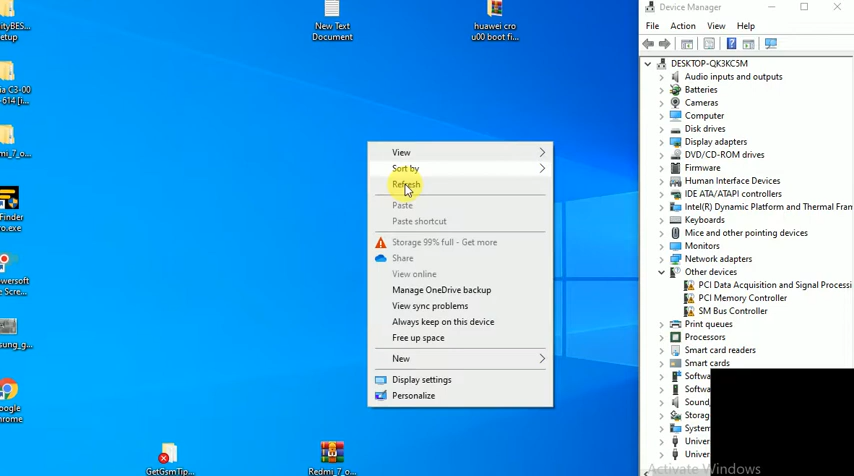 ityBES...
etup
ia C3-00
-614 [i...
edmi_7_o...
Finder
ro.exe
owersoft
e Scre...
sung_g...
oogle
hrome
New Text
Document
huawei cro
u00 boot fi...
GetGsmTip...
Redmi_7_o...
View
Sort by
Refresh
Paste
Paste shortcut
Storage 99% full - Get more
Share
View online
Manage OneDrive backup
View sync problems
Always keep on this device
Free up space
New
Display settings
Personalize
Device Manager
File Action View Help
DESKTOP-QK3KC5M
Audio inputs and outputs
Batteries
Cameras
Computer
Disk drives
Display adapters
DVD/CD-ROM drives
Firmware
Human Interface Devices
IDE ATA/ATAPI controllers
Intel(R) Dynamic Platform and Thermal Fran
Keyboards
Mice and other pointing devices
Monitors
Network adapters
Other devices
PCI Data Acquisition and Signal Processi
PCI Memory Controller
SM Bus Controller
Print queues
Processors
Smart card readers
Smart cards
Softwa
Softwa
Sound,
Storag
System
Univer
Univer
Activate Windows